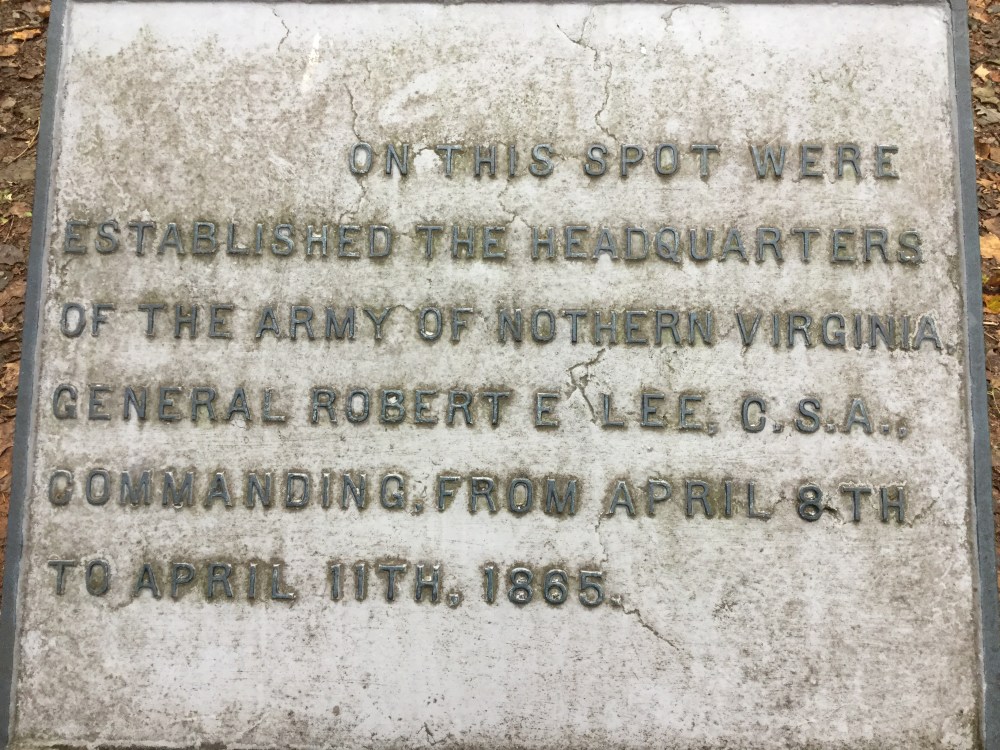 ON THIS SPOT WERE
ESTABLISHED THE HEADQUARTERS
OF THE ARMY OF NOTHERN VIRGINIA
GENERAL ROBERT E LEE, C.S.A.,
COMMANDING, FROM APRIL 8TH
TO APRIL 11TH, 1865.